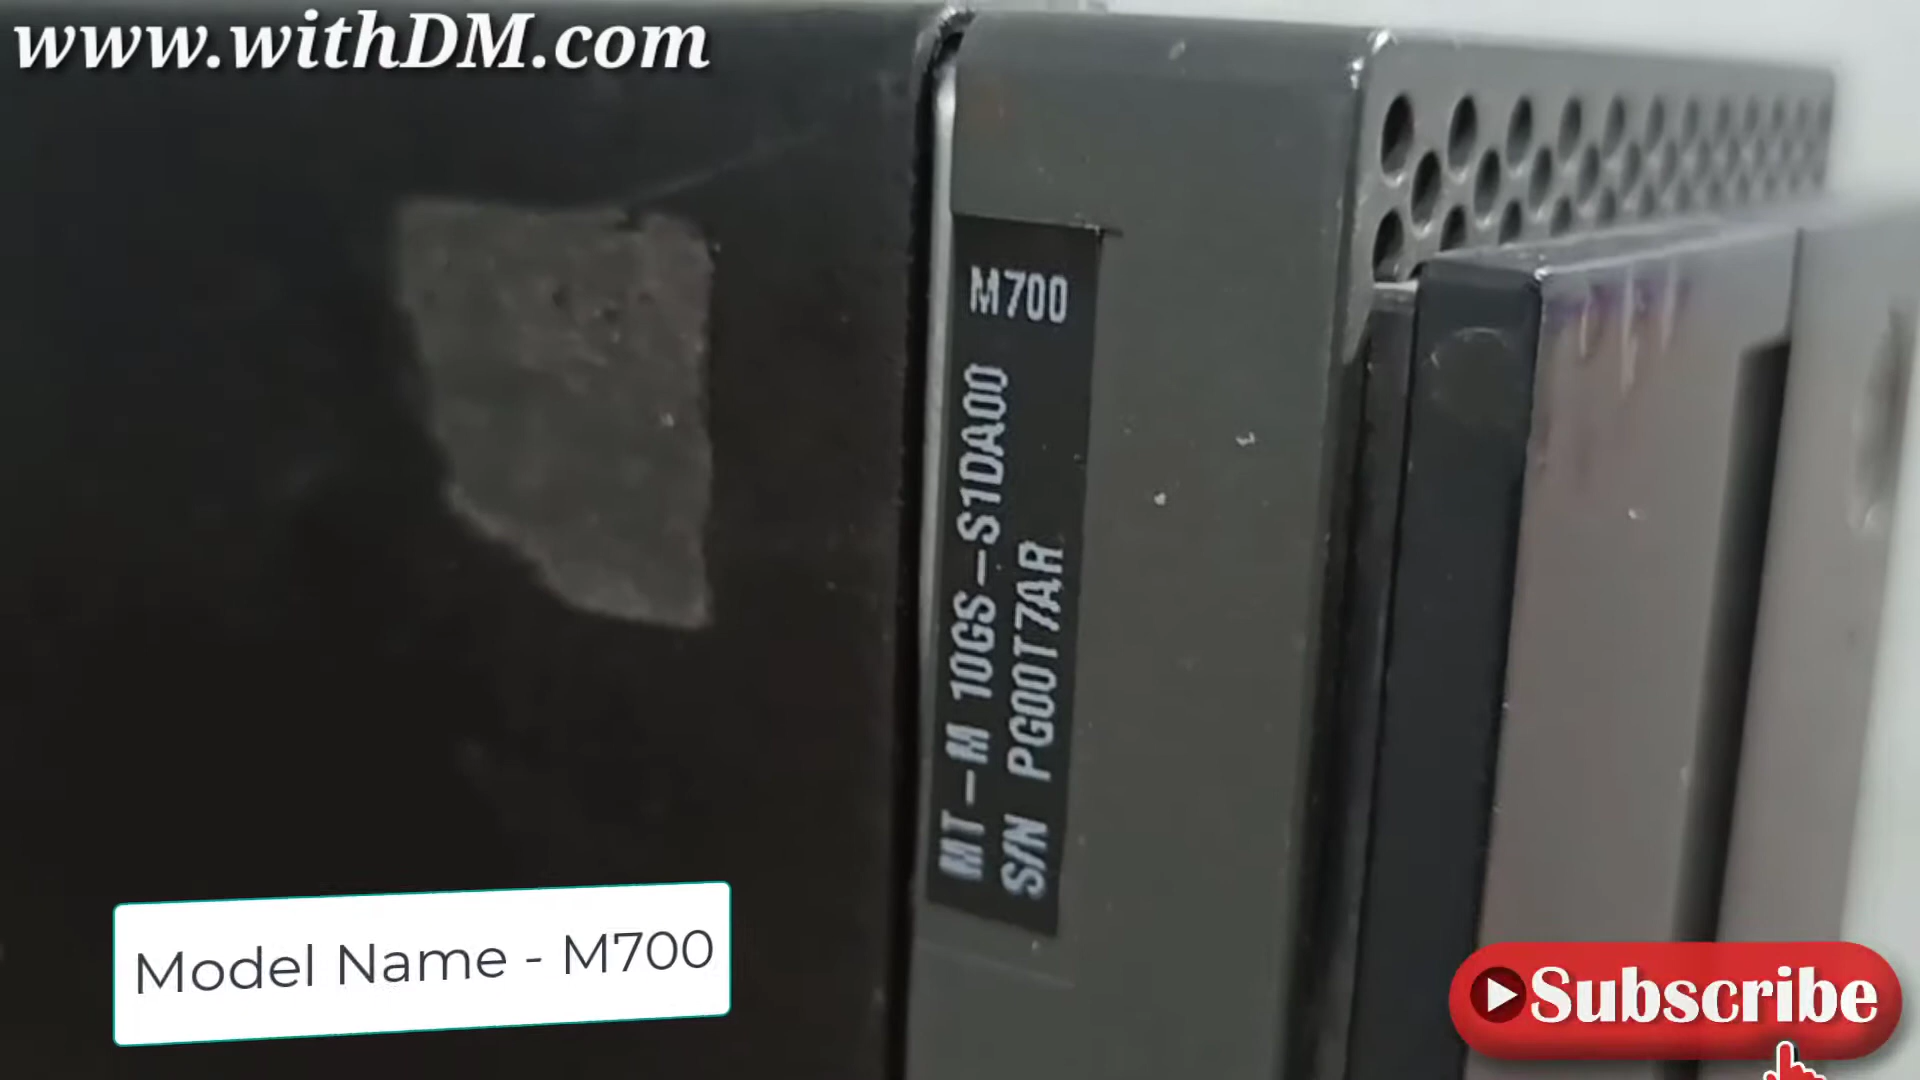 www.withDM.com
M700
MT-M 10GS-S1DA00
S/N PG00T7AR
Model Name - M700
Subscribe